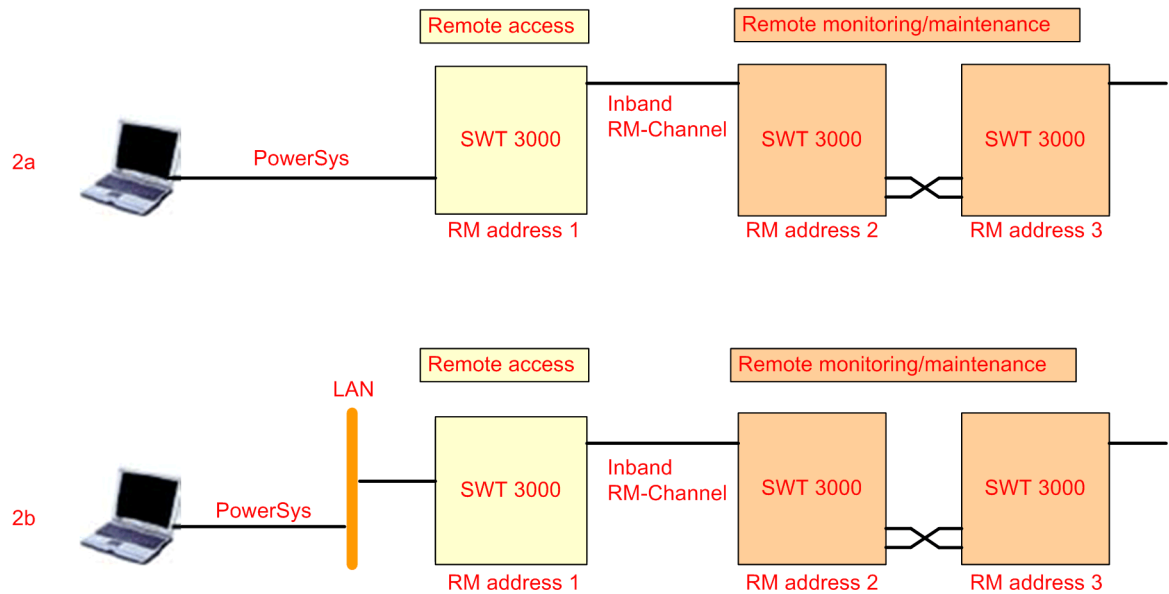 Remote access
Remote monitoring/maintenance
Inband
RM-Channel
SWT 3000
SWT 3000
SWT 3000
2a
PowerSys
RM address 1
RM address 2
RM address 3
Remote access
Remote monitoring/maintenance
LAN
Inband
RM-Channel
SWT 3000
SWT 3000
SWT 3000
2b
PowerSys
RM address 1
RM address 2
RM address 3